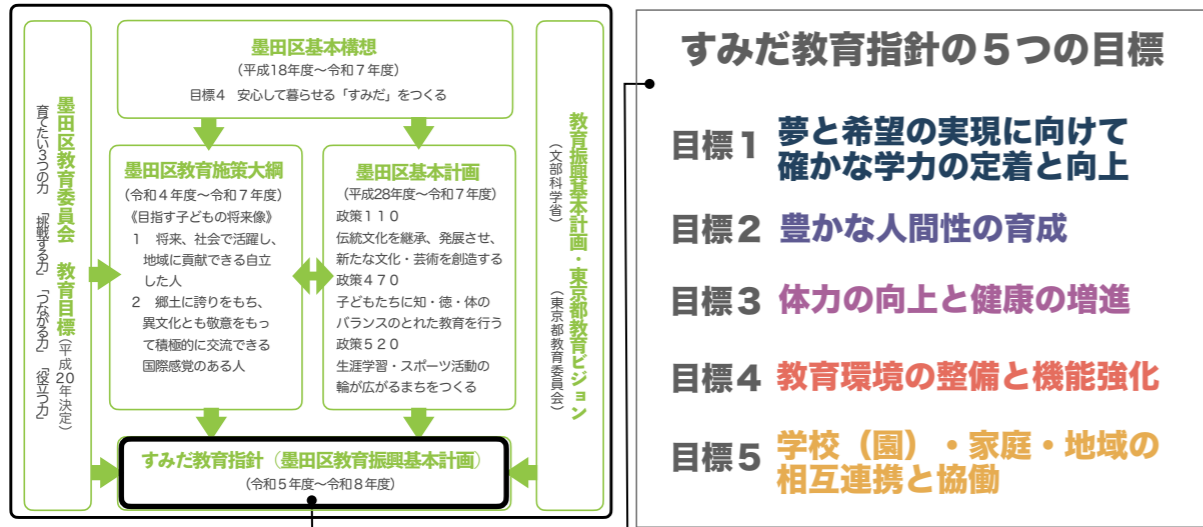 墨田区教育委員会 教育目標(平成20年決定)
育てたい3つの力 「挑戦する力」 「つながる力」 「役立つ力」
墨田区基本構想
(平成18年度～令和7年度)
目標4 安心して暮らせる「すみだ」をつくる
墨田区教育施策大綱
(令和4年度～令和7年度)
《目指す子どもの将来像》
1 将来、社会で活躍し、
地域に貢献できる自立
した人
2 郷土に誇りをもち、
異文化とも敬意をもっ
て積極的に交流できる
国際感覚のある人
墨田区基本計画
(平成28年度～令和7年度)
政策110
伝統文化を継承、発展させ、
新たな文化・芸術を創造する
政策470
子どもたちに知・徳・体の
バランスのとれた教育を行う
政策520
生涯学習・スポーツ活動の
輪が広がるまちをつくる
教育振興基本計画・東京都教育ビジョン
(文部科学省) (東京都教育委員会)
すみだ教育指針(墨田区教育振興基本計画)
(令和5年度～令和8年度)
すみだ教育指針の5つの目標
目標1 夢と希望の実現に向けて
確かな学力の定着と向上
目標2 豊かな人間性の育成
目標3 体力の向上と健康の増進
目標4 教育環境の整備と機能強化
目標5 学校(園)・家庭・地域の
相互連携と協働